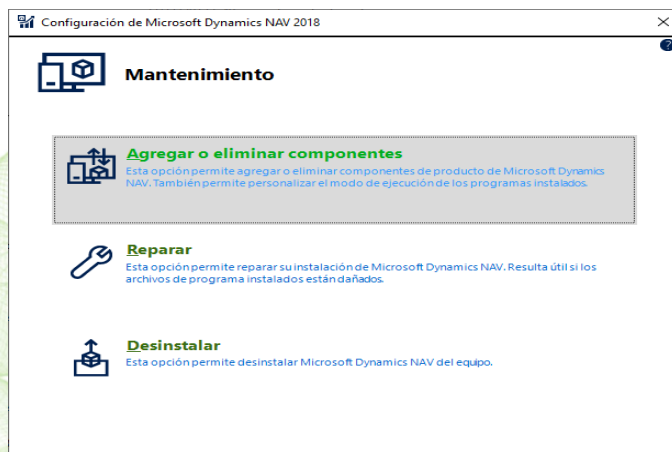 Configuración de Microsoft Dynamics NAV 2018
?
Mantenimiento
Agregar o eliminar componentes
Esta opción permite agregar o eliminar componentes de producto de Microsoft Dynamics
NAV. También permite personalizar el modo de ejecución de los programas instalados.
Reparar
Esta opción permite reparar su instalación de Microsoft Dynamics NAV. Resulta útil si los
archivos de programa instalados están dañados.
Desinstalar
Esta opción permite desinstalar Microsoft Dynamics NAV del equipo.